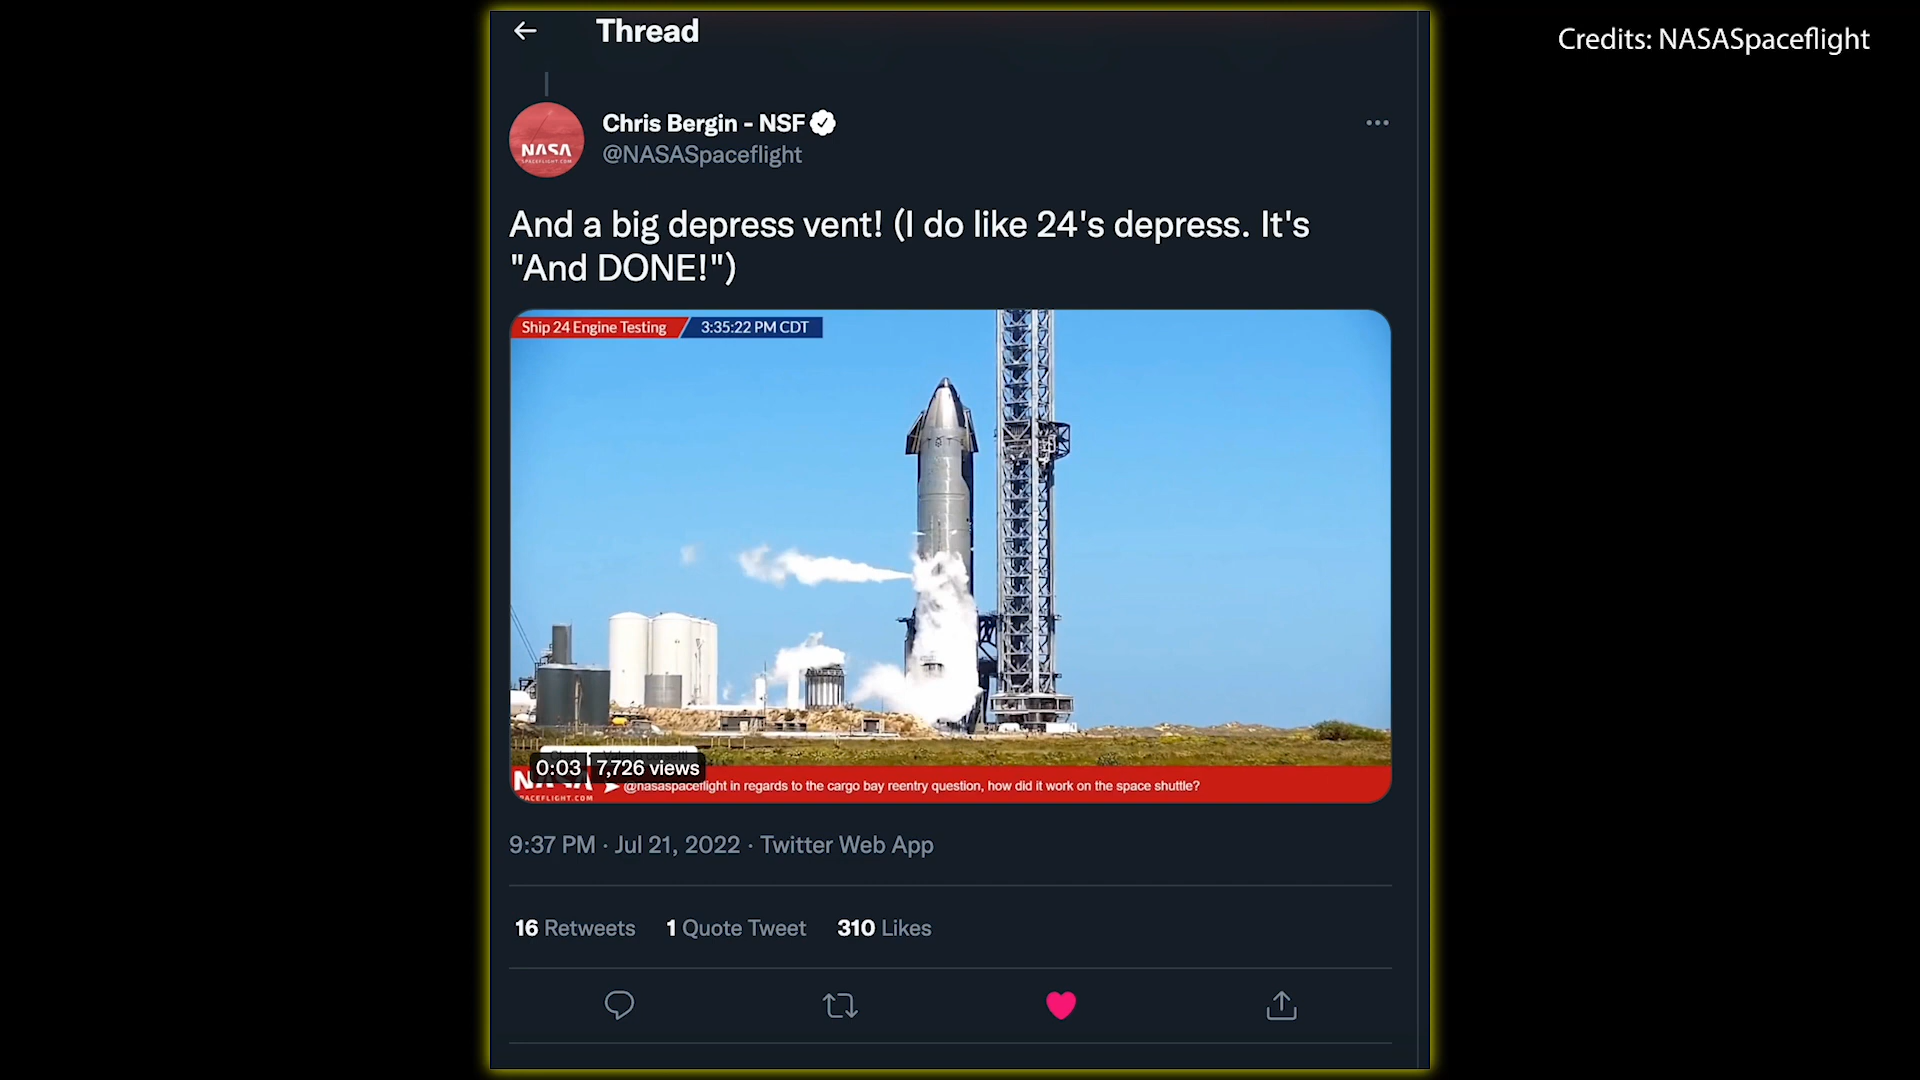 Credits: NASASpaceflight
Thread
NASA
SPACEFLIGHT.COM
Chris Bergin - NSF
@NASASpaceflight
And a big depress vent! (I do like 24's depress. It's
"And DONE!")
Ship 24 Engine Testing 3:35:22 PM CDT
0:03 7,726 views
@nasaspaceflight in regards to the cargo bay reentry question, how did it work on the space shuttle?
9:37 PM · Jul 21, 2022 · Twitter Web App
16 Retweets 1 Quote Tweet 310 Likes